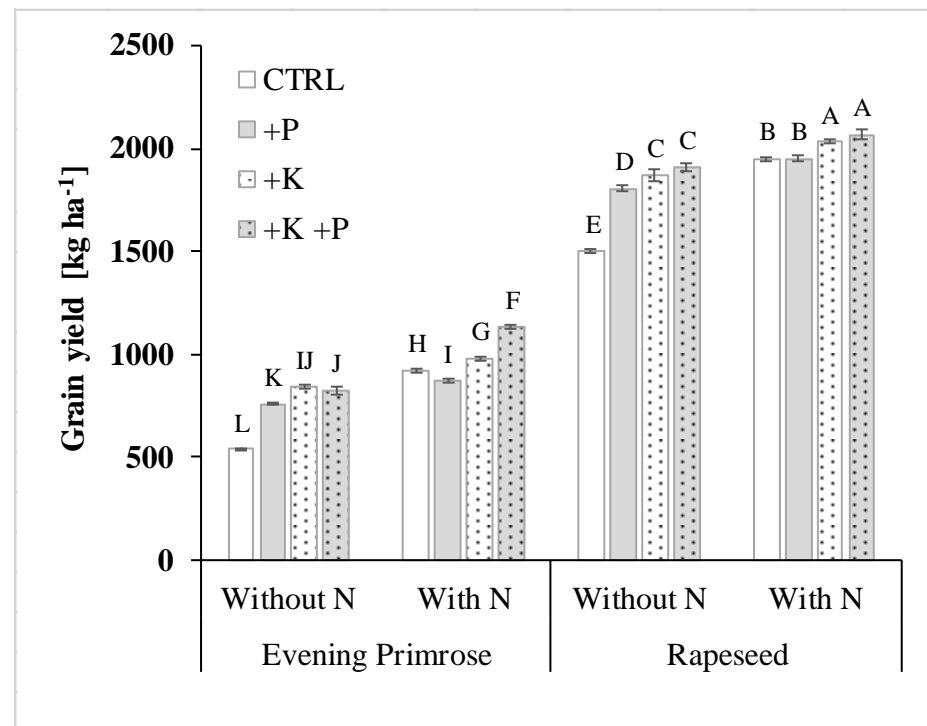 Grain yield [kg ha-1]
2500
2000
1500
1000
500
0
CTRL
+P
+K
+K +P
L
K
IJ
J
H
I
G
F
E
D
C
C
B
B
A
A
Without N
With N
Without N
With N
Evening Primrose
Rapeseed